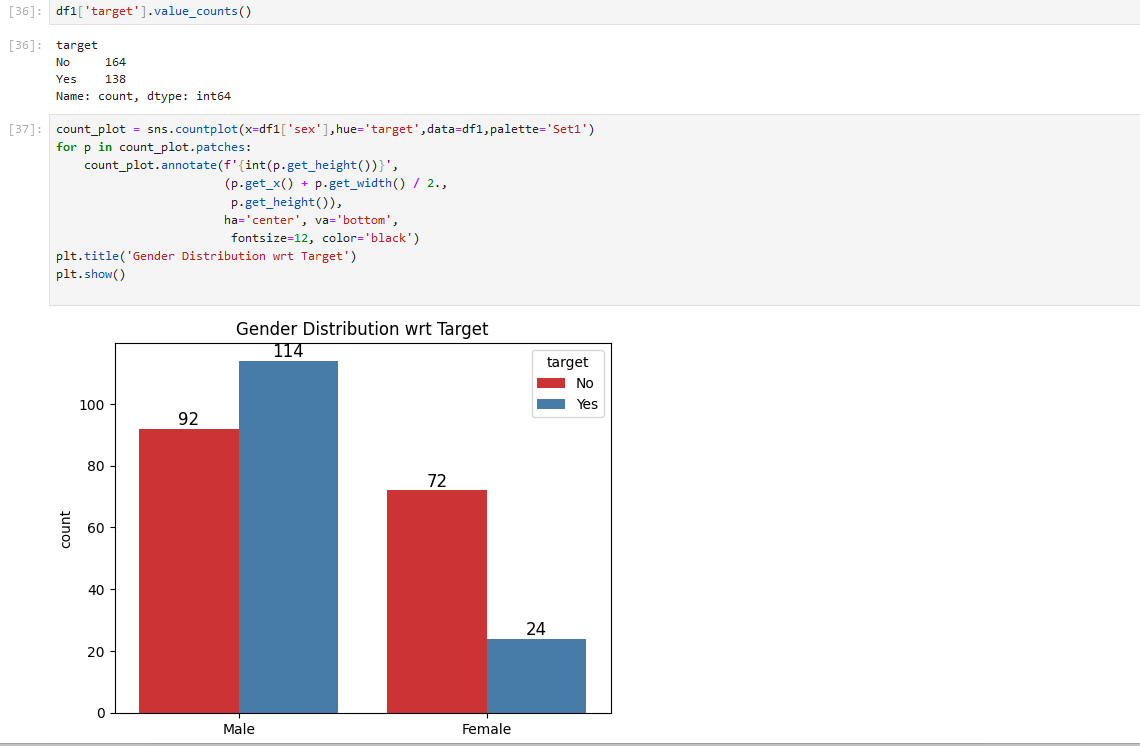 [36]: df1['target'].value_counts()
[36]: target
No     164
Yes    138
Name: count, dtype: int64
[37]: count_plot = sns.countplot(x=df1['sex'],hue='target',data=df1,palette='Set1')
for p in count_plot.patches:
    count_plot.annotate(f'{int(p.get_height())}',
                        (p.get_x() + p.get_width() / 2.,
                         p.get_height()),
                        ha='center', va='bottom',
                         fontsize=12, color='black')
plt.title('Gender Distribution wrt Target')
plt.show()
Gender Distribution wrt Target
114
target
No
Yes
100
92
80
72
60
count
40
24
20
0
Male Female